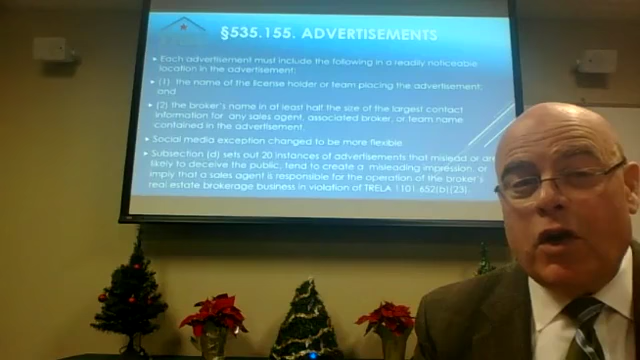 §535.155. ADVERTISEMENTS
Each advertisement must include the following in a readily noticeable
location in the advertisement:
(1) the name of the license holder or team placing the advertisement;
and
(2) the broker's name in at least half the size of the largest contact
information for any sales agent, associated broker, or team name
contained in the advertisement.
Social media exception changed to be more flexible
Subsection (d) sets out 20 instances of advertisements that mislead or are
likely to deceive the public, tend to create a misleading impression, or
imply that a sales agent is responsible for the operation of the broker's
real estate brokerage business in violation of TRELA 1101.652(b)(23).